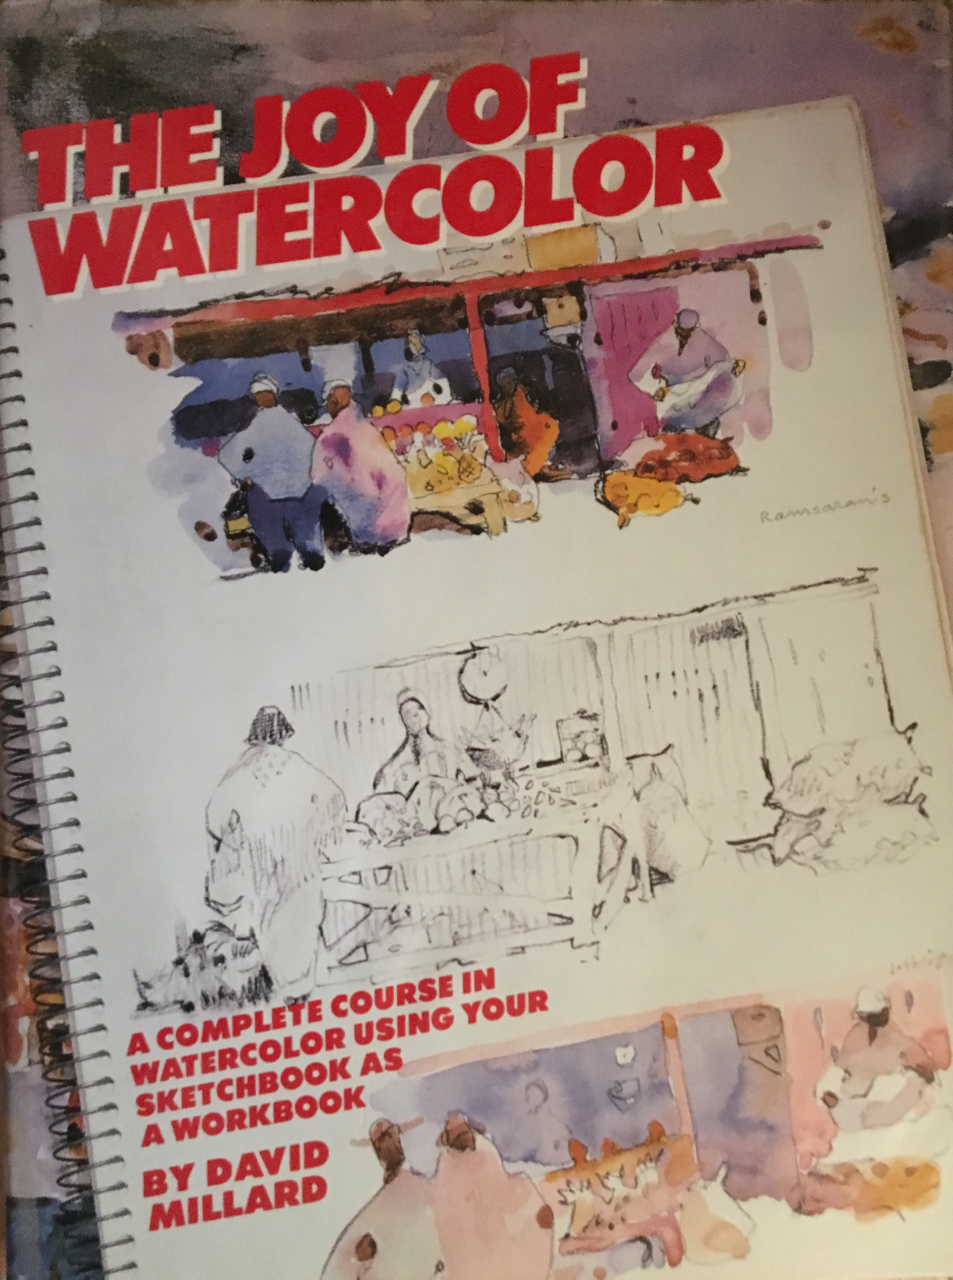 THE JOY OF
WATERCOLOR
Ramsaran's
A COMPLETE COURSE IN
WATERCOLOR USING YOUR
SKETCHBOOK AS
A WORKBOOK
BY DAVID
MILLARD